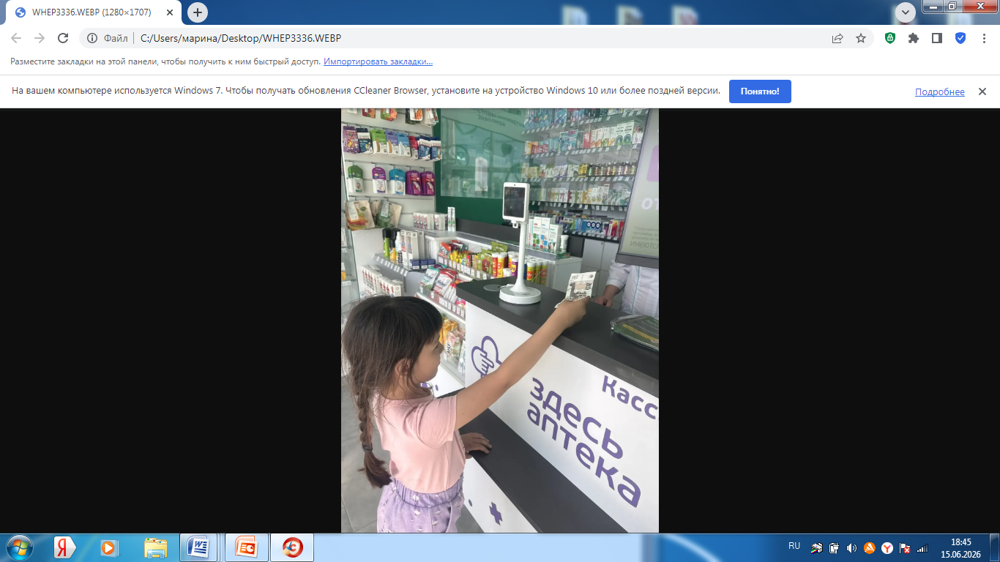 WHEP3336.WEBP (1280×1707)
Файл
C:/Users/марина/Desktop/WHEP3336.WEBP
Разместите закладки на этой панели, чтобы получить к ним быстрый доступ. Импортировать закладки...
На вашем компьютере используется Windows 7. Чтобы получать обновления CCleaner Browser, установите на устройство Windows 10 или более поздней версии.
Понятно!
Подробнее
от
ИМЕЮТСЯ
Касс
здесь
аптека
RU
18:45
15.06.2026